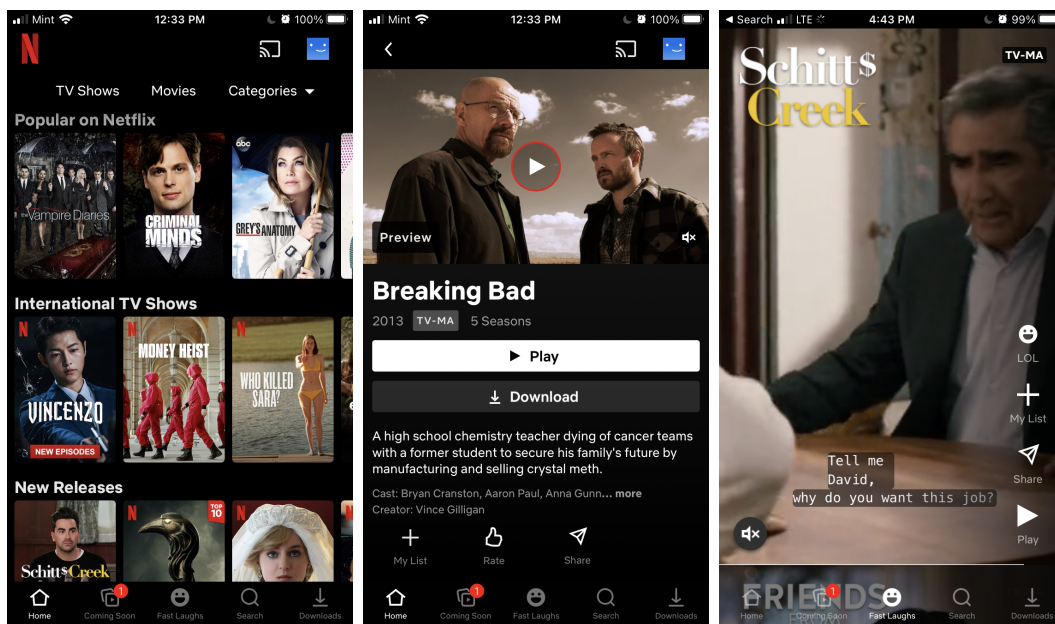 Mint
12:33 PM
100%
N
TV Shows
Movies
Categories
Popular on Netflix
the Vampire Diaries
CRIMINAL
MINDS
abc
GREY'S ANATOMY
International TV Shows
N
VINCENZO
NEW EPISODES
MONEY HEIST
N
WHO KILLED
SARA?
New Releases
Schitt$ Creek
N
TOP
10
N
Home
1
Coming Soon
Fast Laughs
Search
Downloads
Mint
12:33 PM
100%
Preview
Breaking Bad
2013 TV-MA 5 Seasons
Play
Download
A high school chemistry teacher dying of cancer teams
with a former student to secure his family's future by
manufacturing and selling crystal meth.
Cast: Bryan Cranston, Aaron Paul, Anna Gunn... more
Creator: Vince Gilligan
My List
Rate
Share
Home
1
Coming Soon
Fast Laughs
Search
Downloads
Search
LTE
4:43 PM
99%
Schitt$
Creek
TV-MA
LOL
My List
Share
Play
Tell me
David,
why do you want this job?
FRIENDS
Home
1
Coming Soon
Fast Laughs
Search
Downloads